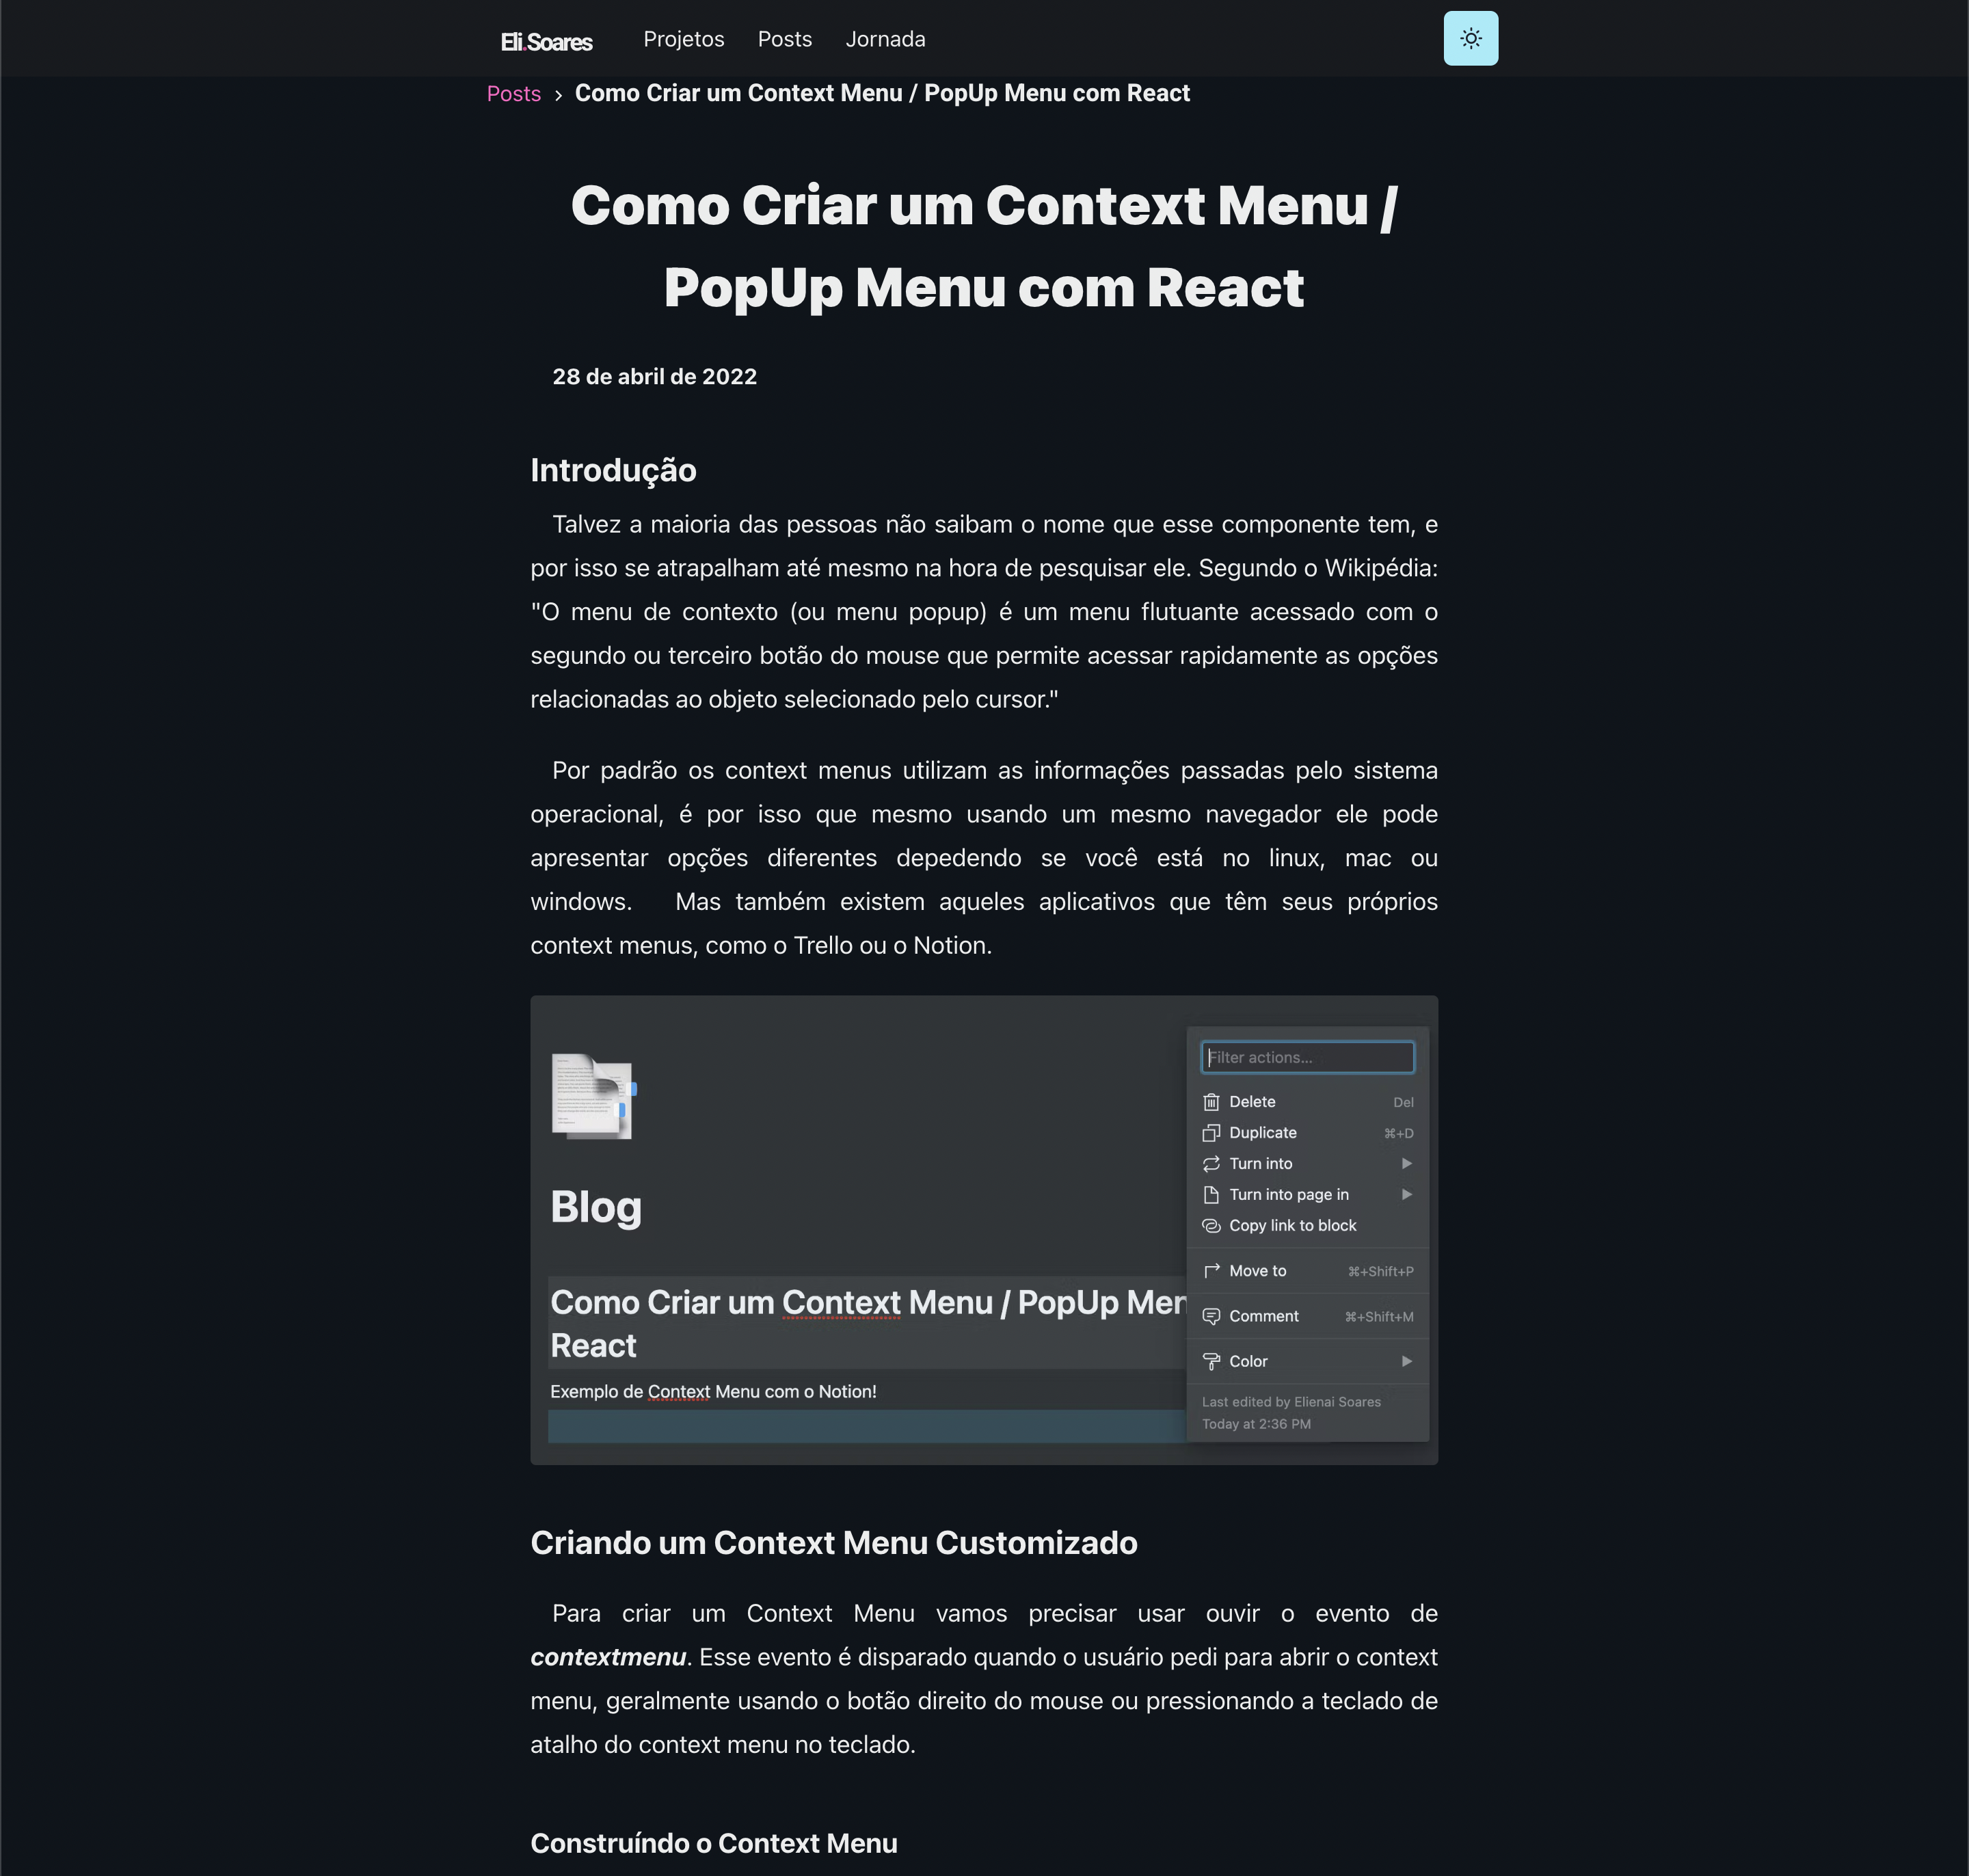 Eli.Soares Projetos Posts Jornada
Posts › Como Criar um Context Menu / PopUp Menu com React
Como Criar um Context Menu /
PopUp Menu com React
28 de abril de 2022
Introdução
Talvez a maioria das pessoas não saibam o nome que esse componente tem, e
por isso se atrapalham até mesmo na hora de pesquisar ele. Segundo o Wikipédia:
"O menu de contexto (ou menu popup) é um menu flutuante acessado com o
segundo ou terceiro botão do mouse que permite acessar rapidamente as opções
relacionadas ao objeto selecionado pelo cursor."
Por padrão os context menus utilizam as informações passadas pelo sistema
operacional, é por isso que mesmo usando um mesmo navegador ele pode
apresentar opções diferentes depedendo se você está no linux, mac ou
windows. Mas também existem aqueles aplicativos que têm seus próprios
context menus, como o Trello ou o Notion.
Blog
Como Criar um Context Menu / PopUp Men
React
Exemplo de Context Menu com o Notion!
Filter actions...
Delete Del
Duplicate ⌘+D
Turn into ▶
Turn into page in ▶
Copy link to block
Move to ⌘+Shift+P
Comment ⌘+Shift+M
Color ▶
Last edited by Elienai Soares
Today at 2:36 PM
Criando um Context Menu Customizado
Para criar um Context Menu vamos precisar usar ouvir o evento de
contextmenu. Esse evento é disparado quando o usuário pedi para abrir o context
menu, geralmente usando o botão direito do mouse ou pressionando a teclado de
atalho do context menu no teclado.
Construíndo o Context Menu